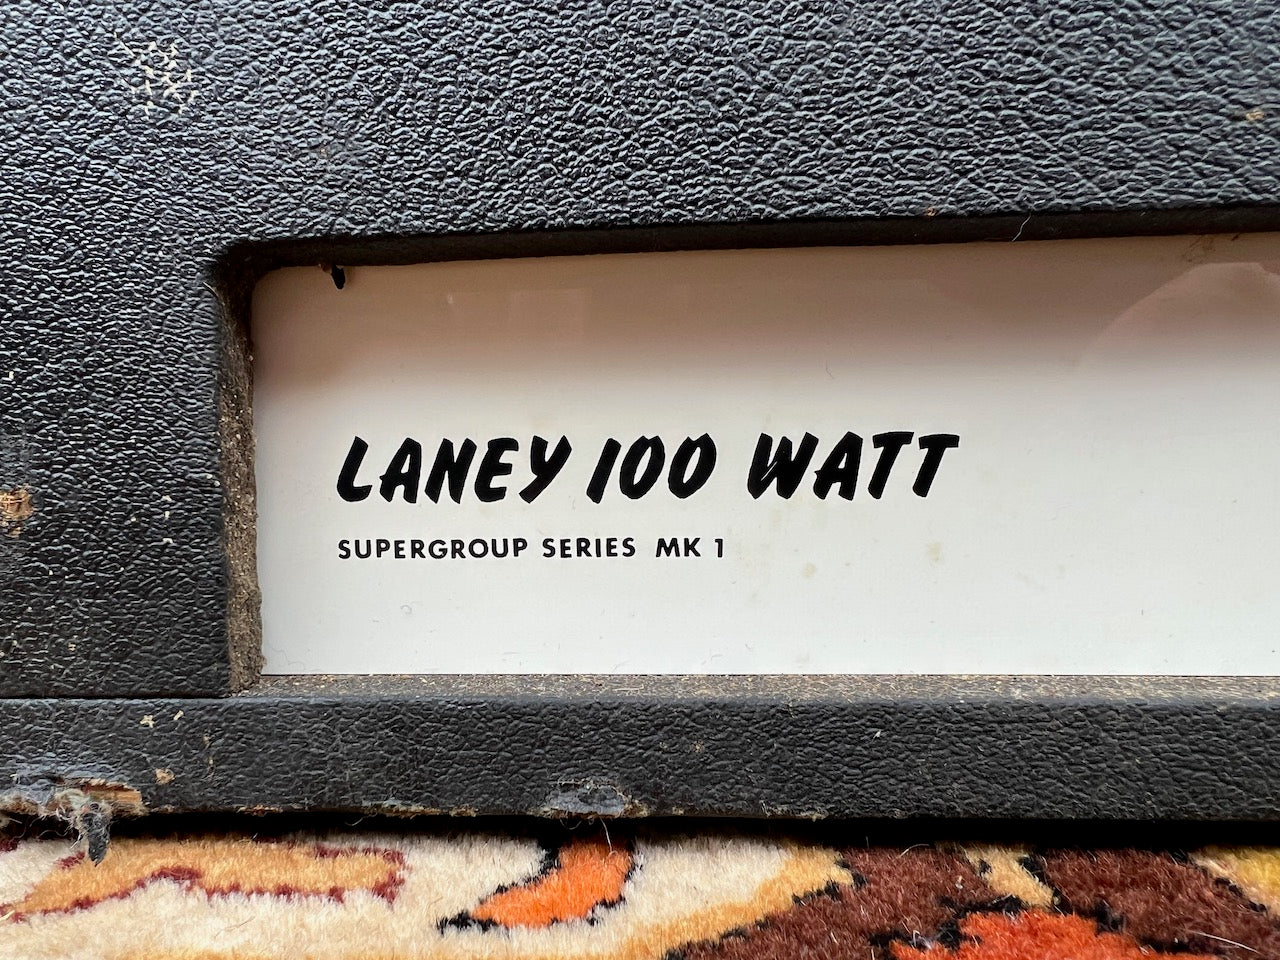 LANEY 100 WATT
SUPERGROUP SERIES MK 1